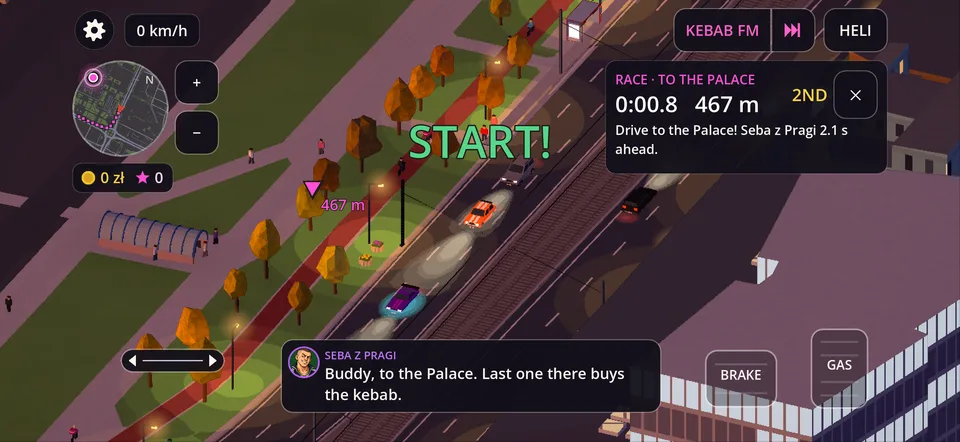 0 km/h
KEBAB FM
HELI
N
+
−
RACE · TO THE PALACE
0:00.8 467 m
2ND
Drive to the Palace! Seba z Pragi 2.1 s
ahead.
START!
0 zł ★ 0
467 m
SEBA Z PRAGI
Buddy, to the Palace. Last one there buys
the kebab.
BRAKE
GAS